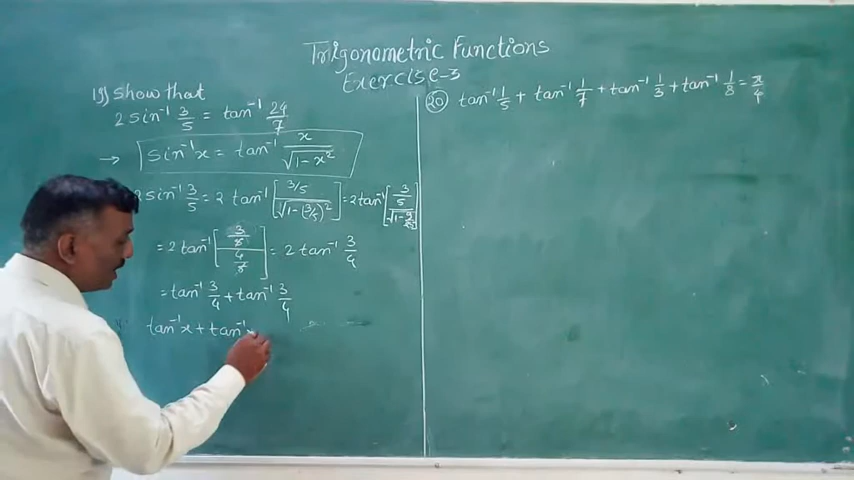 Trigonometric Functions
Exercise-3
19) Show that
2 sin⁻¹ 3/5 = tan⁻¹ 24/7
→ sin⁻¹x = tan⁻¹ x/√(1-x²)
2 sin⁻¹ 3/5 = 2 tan⁻¹ [ (3/5)/√(1-(3/5)²) ] = 2 tan⁻¹ [ (3/5)/√(1-9/25) ]
= 2 tan⁻¹ [ (3/5)/(4/5) ] = 2 tan⁻¹ 3/4
= tan⁻¹ 3/4 + tan⁻¹ 3/4
tan⁻¹x + tan⁻¹
20) tan⁻¹ 1/5 + tan⁻¹ 1/7 + tan⁻¹ 1/3 + tan⁻¹ 1/8 = π/4